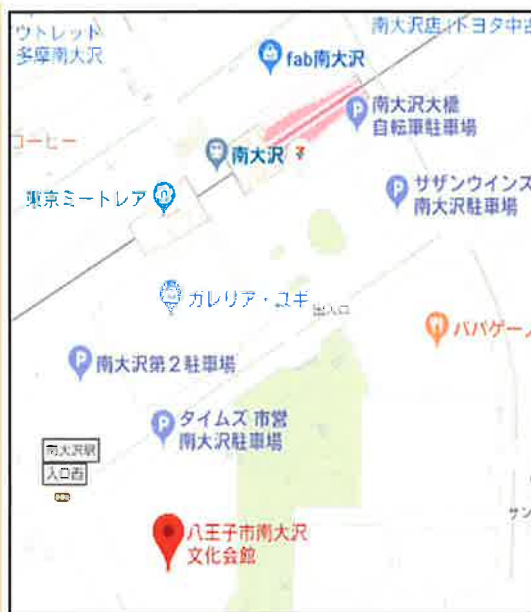 ウトレット
多摩南大沢
南大沢店(トヨタ中古
fab南大沢
南大沢大橋
自転車駐車場
コーヒー
南大沢
サザンウインズ
南大沢駐車場
東京ミートレア
ガレリア・ユギ
出入口
パパゲーノ
南大沢第2駐車場
タイムズ 市営
南大沢駐車場
南大沢駅
入口西
サン
八王子市南大沢
文化会館